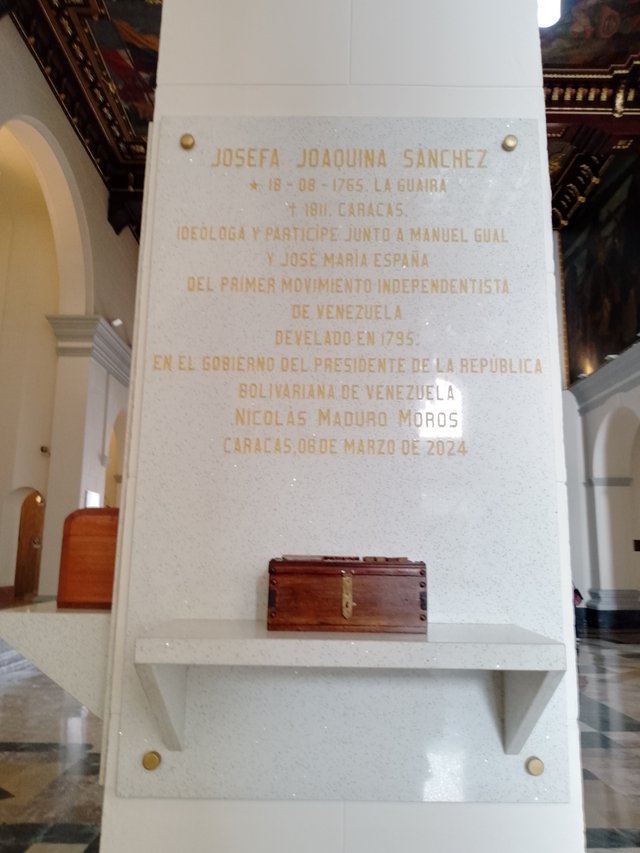 JOSEFA JOAQUINA SÁNCHEZ
★ 18 - 08 - 1765. LA GUAIRA
† 1811. CARACAS.
IDEÓLOGA Y PARTÍCIPE JUNTO A MANUEL GUAL
Y JOSÉ MARÍA ESPAÑA
DEL PRIMER MOVIMIENTO INDEPENDENTISTA
DE VENEZUELA
DEVELADO EN 1795.
EN EL GOBIERNO DEL PRESIDENTE DE LA REPÚBLICA
BOLIVARIANA DE VENEZUELA
NICOLÁS MADURO MOROS
CARACAS, 08 DE MARZO DE 2024